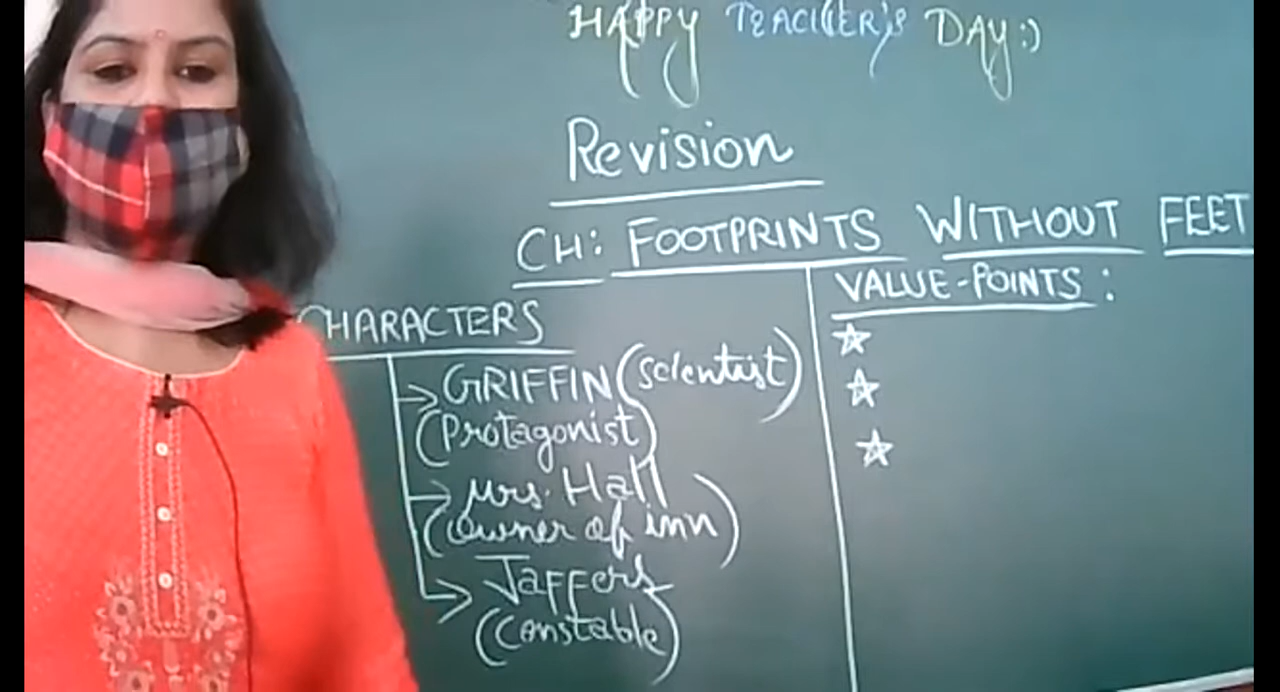 HAPPY TEACHER'S DAY:)
Revision
CH: FOOTPRINTS WITHOUT FEET
CHARACTERS
→ GRIFFIN (scientist)
(Protagonist)
→ Mrs. Hall
(owner of inn)
→ Jaffers
(Constable)
VALUE-POINTS :
☆
☆
☆